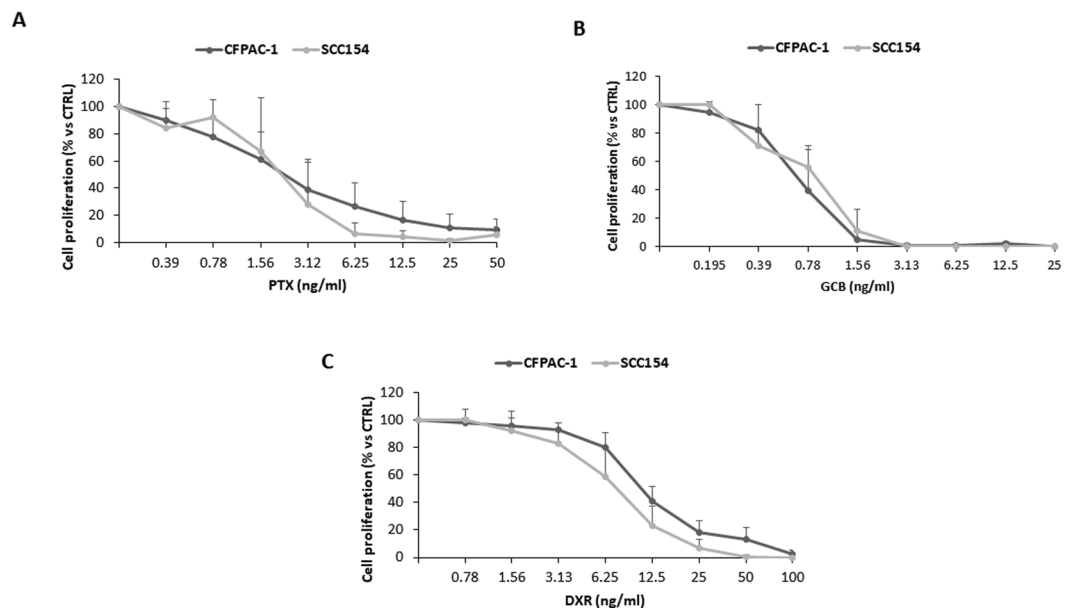 A
CFPAC-1 SCC154
Cell proliferation (% vs CTRL)
120
100
80
60
40
20
0
0.39 0.78 1.56 3.12 6.25 12.5 25 50
PTX (ng/ml)
B
CFPAC-1 SCC154
Cell proliferation (% vs CTRL)
120
100
80
60
40
20
0
0.195 0.39 0.78 1.56 3.13 6.25 12.5 25
GCB (ng/ml)
C
CFPAC-1 SCC154
Cell proliferation (% vs CTRL)
120
100
80
60
40
20
0
0.78 1.56 3.13 6.25 12.5 25 50 100
DXR (ng/ml)